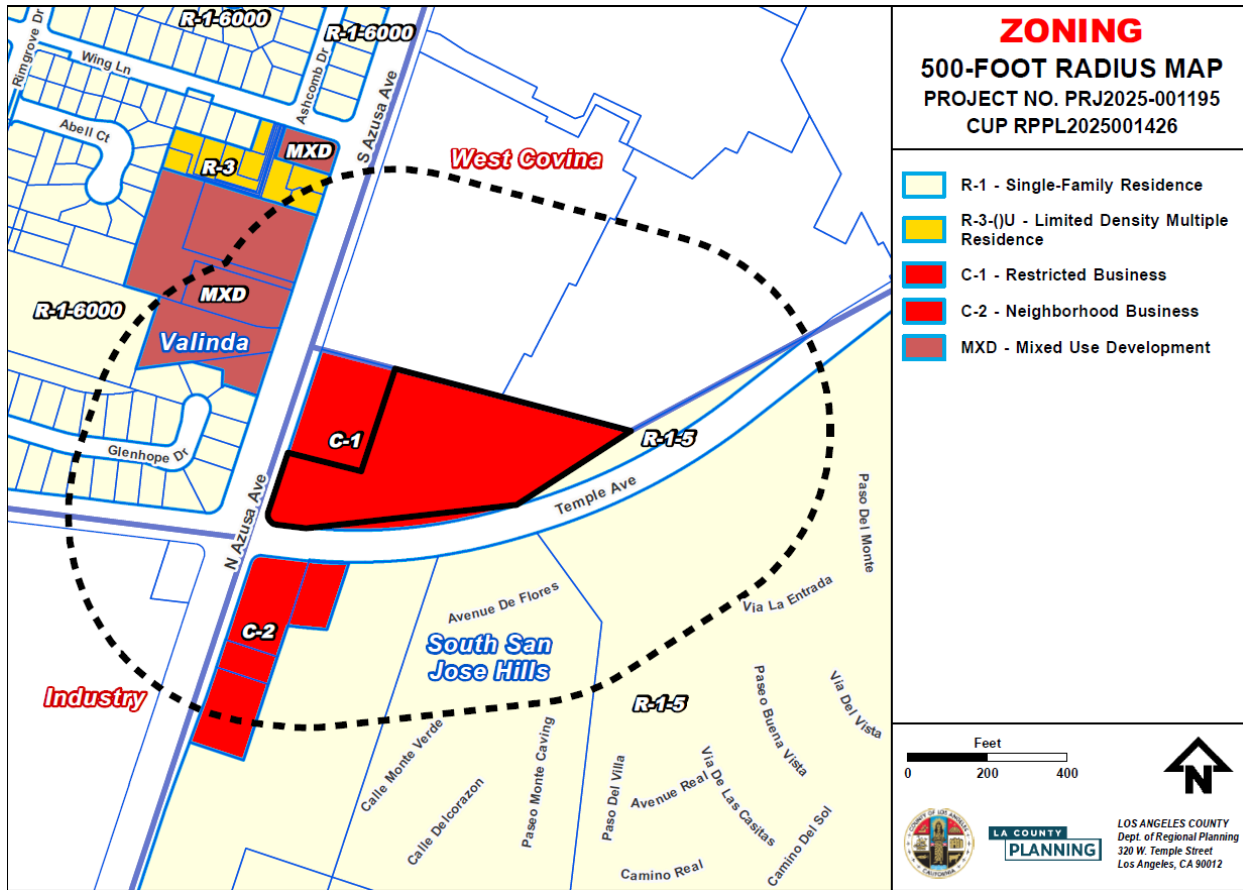 R-1-6000
R-1-6000
Rimgrove Dr
Wing Ln
Ashcomb Dr
Abell Ct
S Azusa Ave
MXD
R-3
West Covina
MXD
R-1-6000
Valinda
C-1
R-1-5
Glenhope Dr
Temple Ave
N Azusa Ave
Paso Del Monte
Avenue De Flores
Via La Entrada
C-2
South San
Jose Hills
Industry
R-1-5
Via Del Vista
Paseo Buena Vista
Calle Monte Verde
Paseo Monte Caving
Via De Las Casitas
Paso Del Villa
Avenue Real
Calle Delcorazon
Camino Del Sol
Camino Real
ZONING
500-FOOT RADIUS MAP
PROJECT NO. PRJ2025-001195
CUP RPPL2025001426
R-1 - Single-Family Residence
R-3-()U - Limited Density Multiple
Residence
C-1 - Restricted Business
C-2 - Neighborhood Business
MXD - Mixed Use Development
Feet
0 200 400
N
LA COUNTY
PLANNING
LOS ANGELES COUNTY
Dept. of Regional Planning
320 W. Temple Street
Los Angeles, CA 90012
COUNTY OF LOS ANGELES
CALIFORNIA